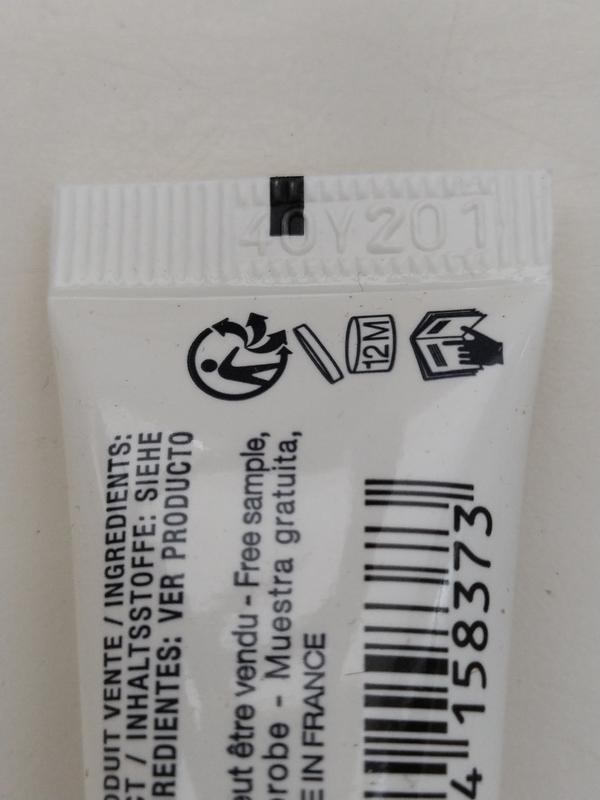 40Y201
12M
ODUIT VENTE / INGREDIENTS:
CT / INHALTSSTOFFE: SIEHE
REDIENTES: VER PRODUCTO
eut être vendu - Free sample,
probe - Muestra gratuita,
E IN FRANCE
4158373